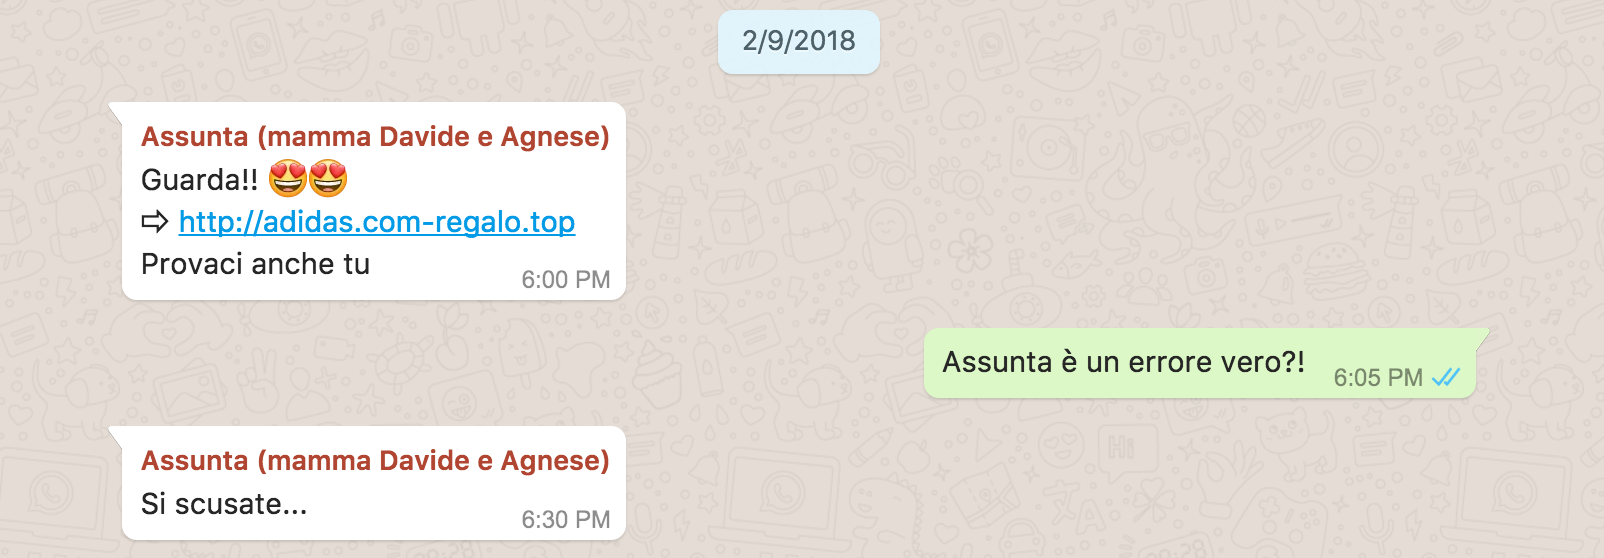 2/9/2018
Assunta (mamma Davide e Agnese)
Guarda!! 😍😍
⇨ http://adidas.com-regalo.top
Provaci anche tu
6:00 PM
Assunta è un errore vero?!
6:05 PM
Assunta (mamma Davide e Agnese)
Si scusate...
6:30 PM